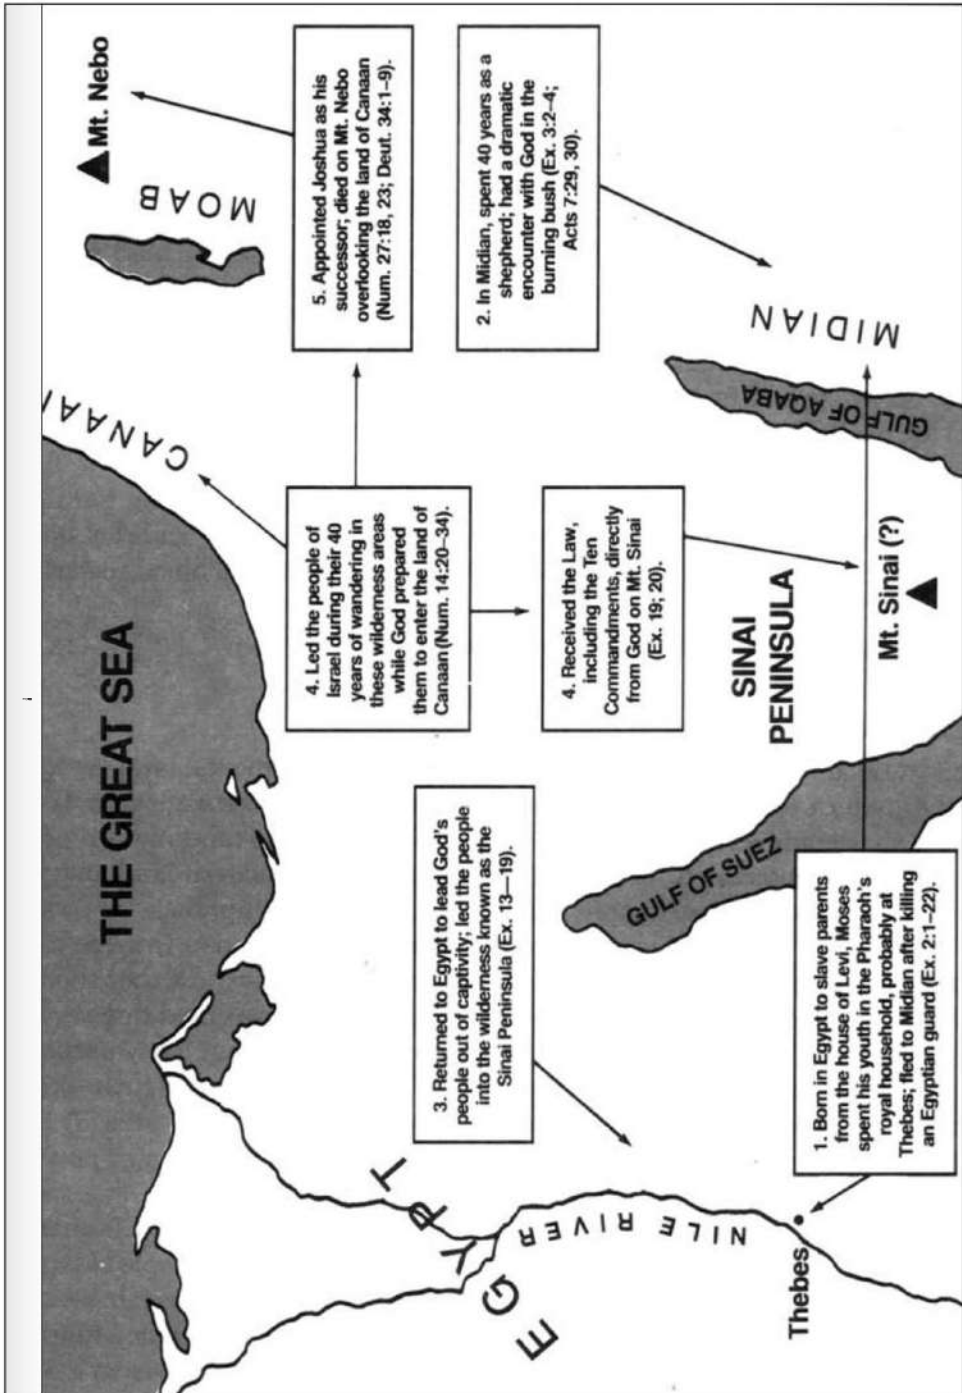 THE GREAT SEA
CANAAN
MOAB
Mt. Nebo
EGYPT
NILE RIVER
Thebes
GULF OF SUEZ
SINAI
PENINSULA
Mt. Sinai (?)
GULF OF AQABA
MIDIAN
1. Born in Egypt to slave parents
from the house of Levi, Moses
spent his youth in the Pharaoh's
royal household, probably at
Thebes; fled to Midian after killing
an Egyptian guard (Ex. 2:1–22).
2. In Midian, spent 40 years as a
shepherd; had a dramatic
encounter with God in the
burning bush (Ex. 3:2–4;
Acts 7:29, 30).
3. Returned to Egypt to lead God's
people out of captivity; led the people
into the wilderness known as the
Sinai Peninsula (Ex. 13—19).
4. Received the Law,
including the Ten
Commandments, directly
from God on Mt. Sinai
(Ex. 19; 20).
4. Led the people of
Israel during their 40
years of wandering in
these wilderness areas
while God prepared
them to enter the land of
Canaan (Num. 14:20–34).
5. Appointed Joshua as his
successor; died on Mt. Nebo
overlooking the land of Canaan
(Num. 27:18, 23; Deut. 34:1–9).